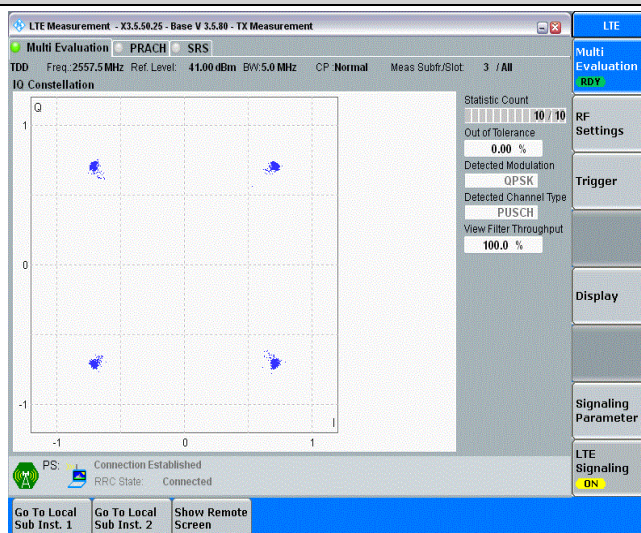 LTE Measurement - X3.5.50.25 - Base V 3.5.80 - TX Measurement
LTE
Multi Evaluation PRACH SRS
TDD Freq.:2557.5 MHz Ref. Level: 41.00 dBm BW:5.0 MHz CP :Normal Meas Subfr./Slot: 3 / All
IQ Constellation
Q
1
0
-1
-1 0 1
I
Statistic Count
10 / 10
Out of Tolerance
0.00 %
Detected Modulation
QPSK
Detected Channel Type
PUSCH
View Filter Throughput
100.0 %
Multi
Evaluation
RDY
RF
Settings
Trigger
Display
Signaling
Parameter
LTE
Signaling
ON
PS: Connection Established
RRC State: Connected
Go To Local
Sub Inst. 1
Go To Local
Sub Inst. 2
Show Remote
Screen